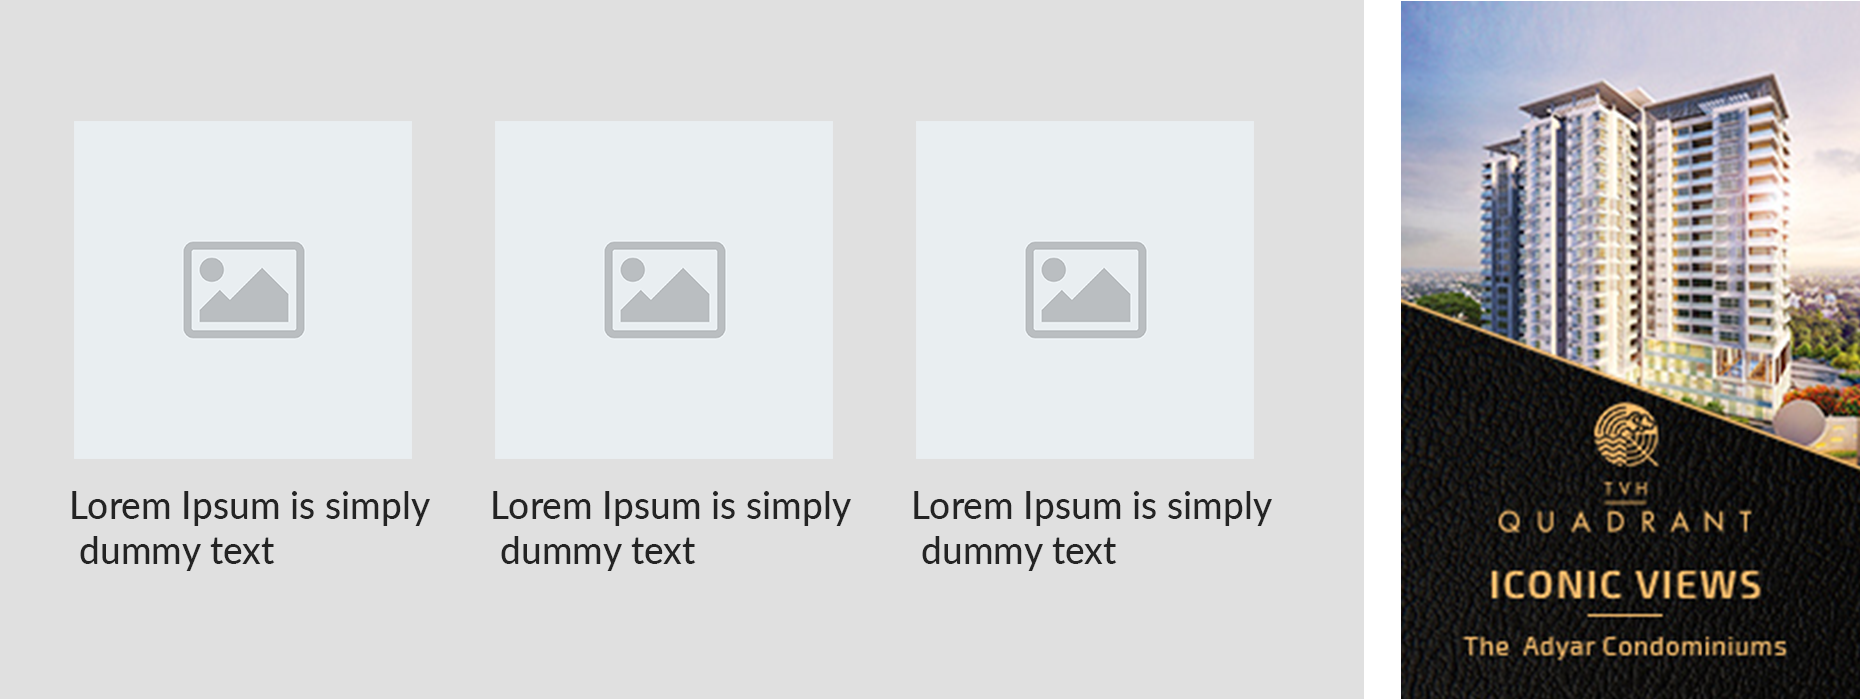 Lorem Ipsum is simply
dummy text
Lorem Ipsum is simply
dummy text
Lorem Ipsum is simply
dummy text
TVH
QUADRANT
ICONIC VIEWS
The Adyar Condominiums